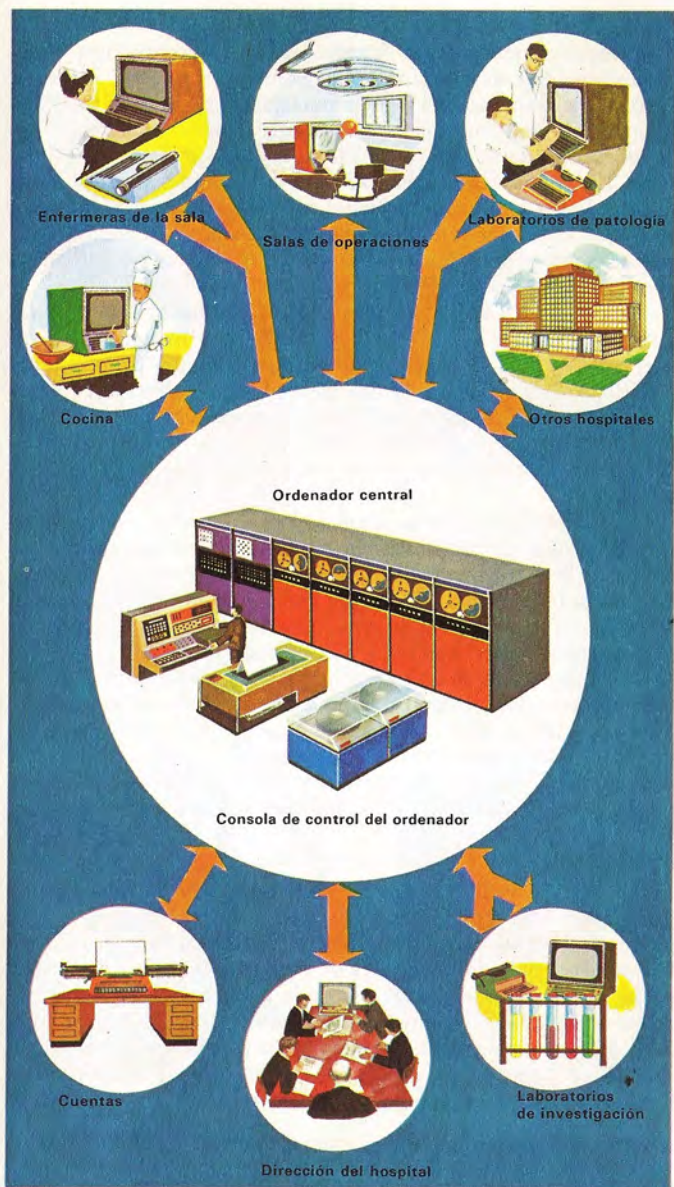 Enfermeras de la sala
Salas de operaciones
Laboratorios de patología
Cocina
Otros hospitales
Ordenador central
Consola de control del ordenador
Cuentas
Dirección del hospital
Laboratorios
de investigación